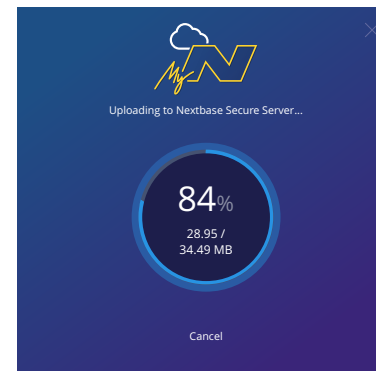 My N
Uploading to Nextbase Secure Server...
84%
28.95 /
34.49 MB
Cancel